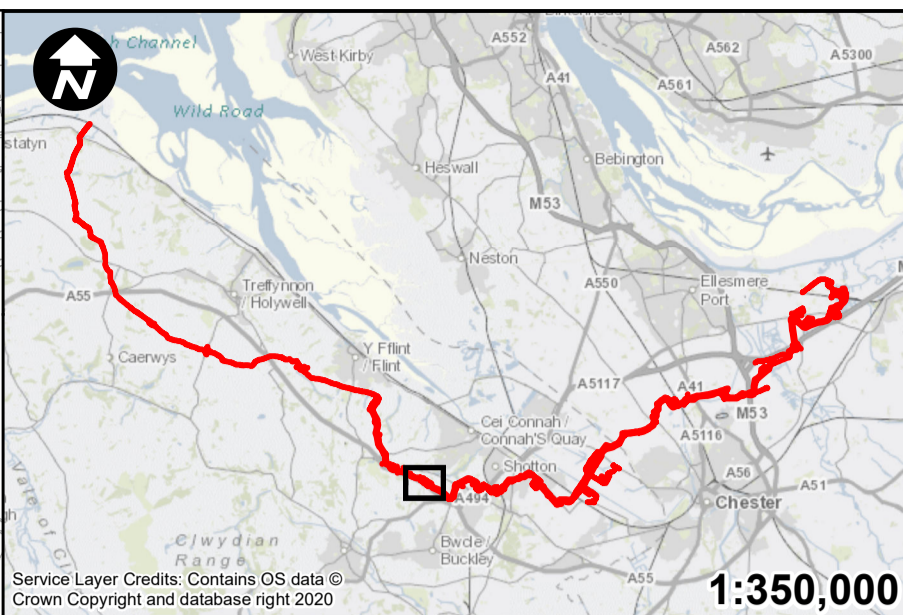 N
A552
A562
A5300
West Kirby
h Channel
A41
A561
Wild Road
statyn
Heswall
Bebington
M53
Neston
A550
Ellesmere
Port
A55
Treffynnon
/ Holywell
Caerwys
Y Fflint
/ Flint
A5117
A41
M53
Cei Connah /
Connah'S Quay
A5116
Shotton
A56
A51
Chester
A494
Clwydian
Range
Bwcle /
Buckley
A55
Service Layer Credits: Contains OS data ©
Crown Copyright and database right 2020
1:350,000